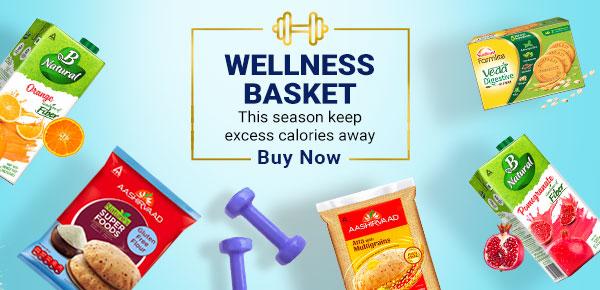 WELLNESS
BASKET
This season keep
excess calories away
Buy Now
B
Natural
Orange
Fiber
Sunfeast
Farmlite
Veda
Digestive
B
Natural
Pomegranate
Fiber
AASHIRVAAD
SUPER
FOODS
Gluten
Free Flour
AASHIRVAAD
Atta with
Multigrains